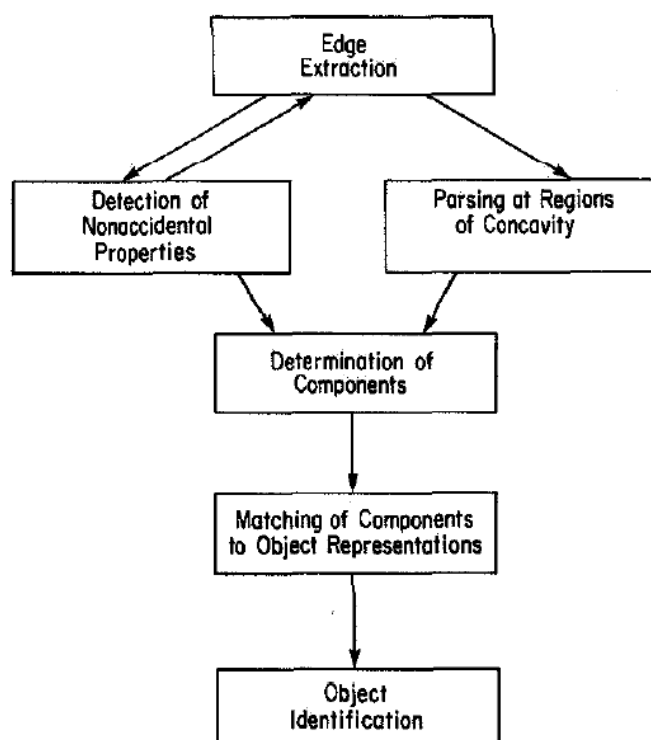 Edge
Extraction
Detection of
Nonaccidental
Properties
Parsing at Regions
of Concavity
Determination of
Components
Matching of Components
to Object Representations
Object
Identification